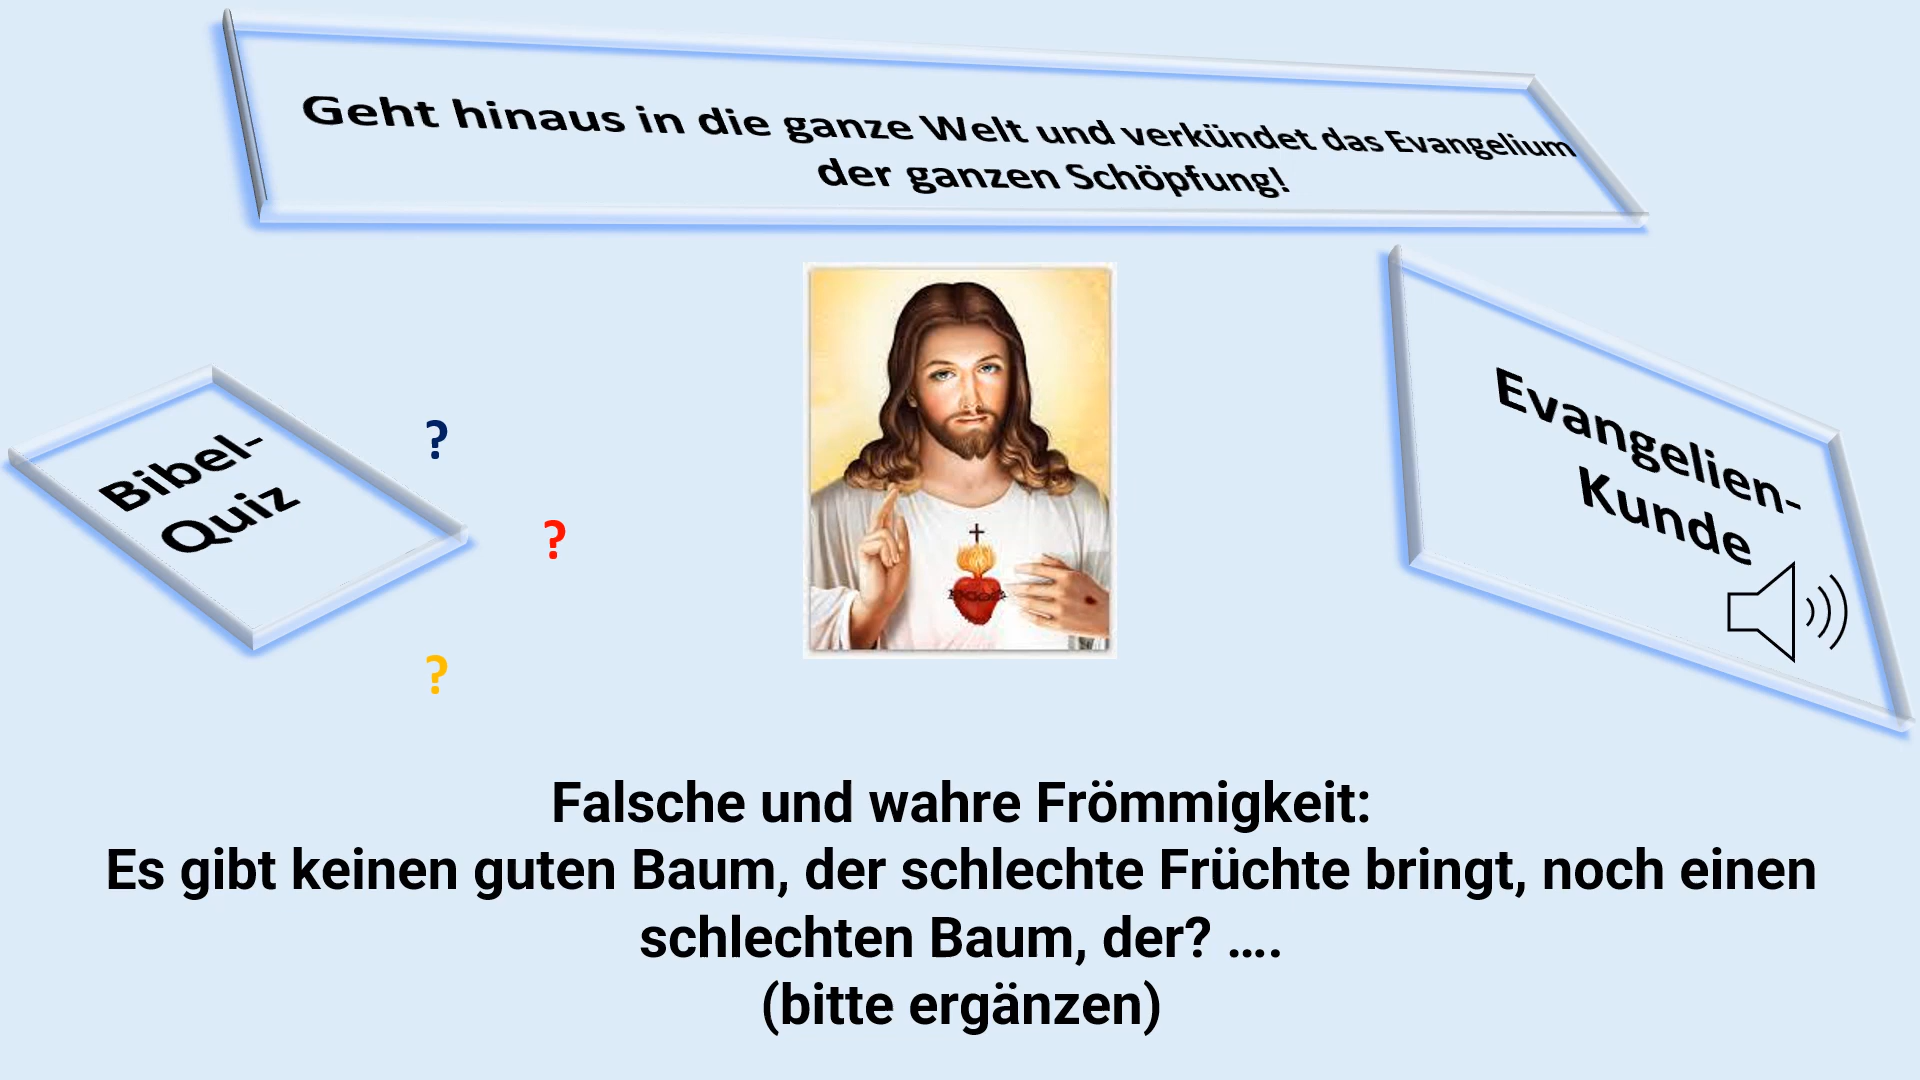 Geht hinaus in die ganze Welt und verkündet das Evangelium
der ganzen Schöpfung!
Bibel-
Quiz
?
?
?
Evangelien-
Kunde
Falsche und wahre Frömmigkeit:
Es gibt keinen guten Baum, der schlechte Früchte bringt, noch einen
schlechten Baum, der? ....
(bitte ergänzen)